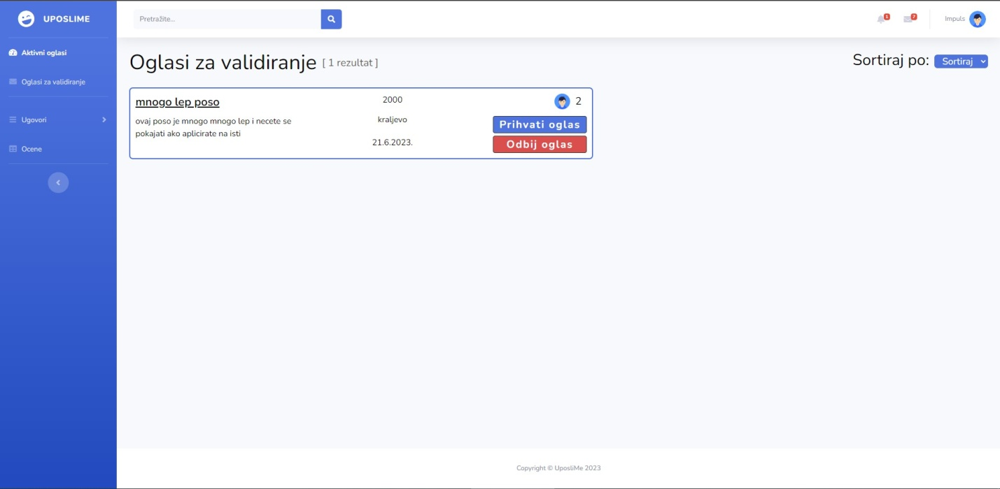 UPOSLIME
Aktivni oglasi
Oglasi za validiranje
Ugovori
Ocene
Pretražite...
1
7
Impuls
Oglasi za validiranje [ 1 rezultat ]
Sortiraj po: Sortiraj
mnogo lep poso
ovaj poso je mnogo mnogo lep i necete se
pokajati ako aplicirate na isti
2000
kraljevo
21.6.2023.
2
Prihvati oglas
Odbij oglas
Copyright © UposliMe 2023